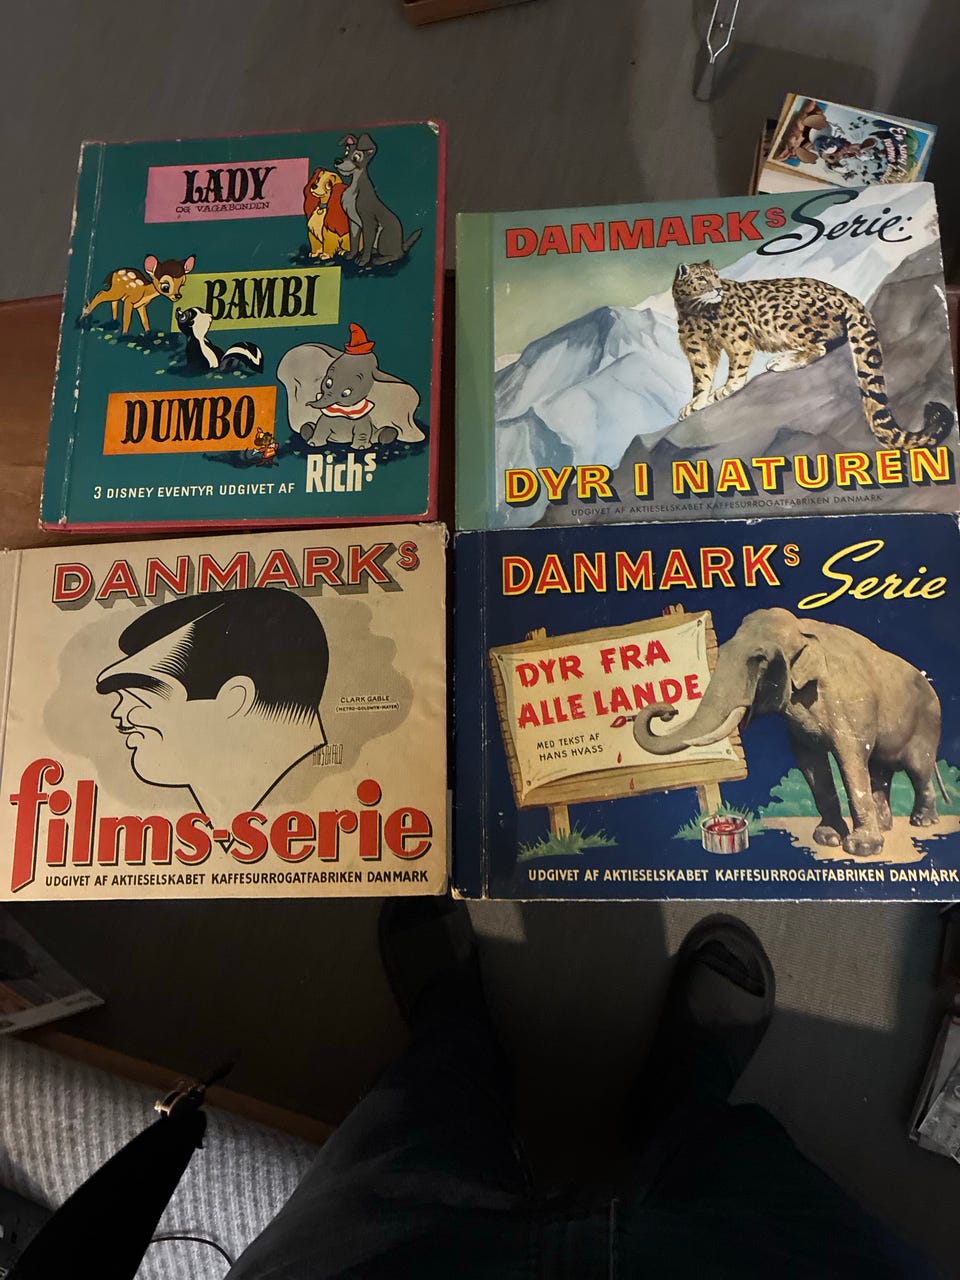 LADY
OG VAGABONDEN
BAMBI
DUMBO
Richs
3 DISNEY EVENTYR UDGIVET AF
DANMARKs Serie:
DYR I NATUREN
UDGIVET AF AKTIESELSKABET KAFFESURROGATFABRIKEN DANMARK
DANMARKs
CLARK GABLE
(METRO-GOLDWYN-MAYER)
films-serie
UDGIVET AF AKTIESELSKABET KAFFESURROGATFABRIKEN DANMARK
DANMARKs Serie
DYR FRA
ALLE LANDE
MED TEKST AF
HANS HVASS
UDGIVET AF AKTIESELSKABET KAFFESURROGATFABRIKEN DANMARK